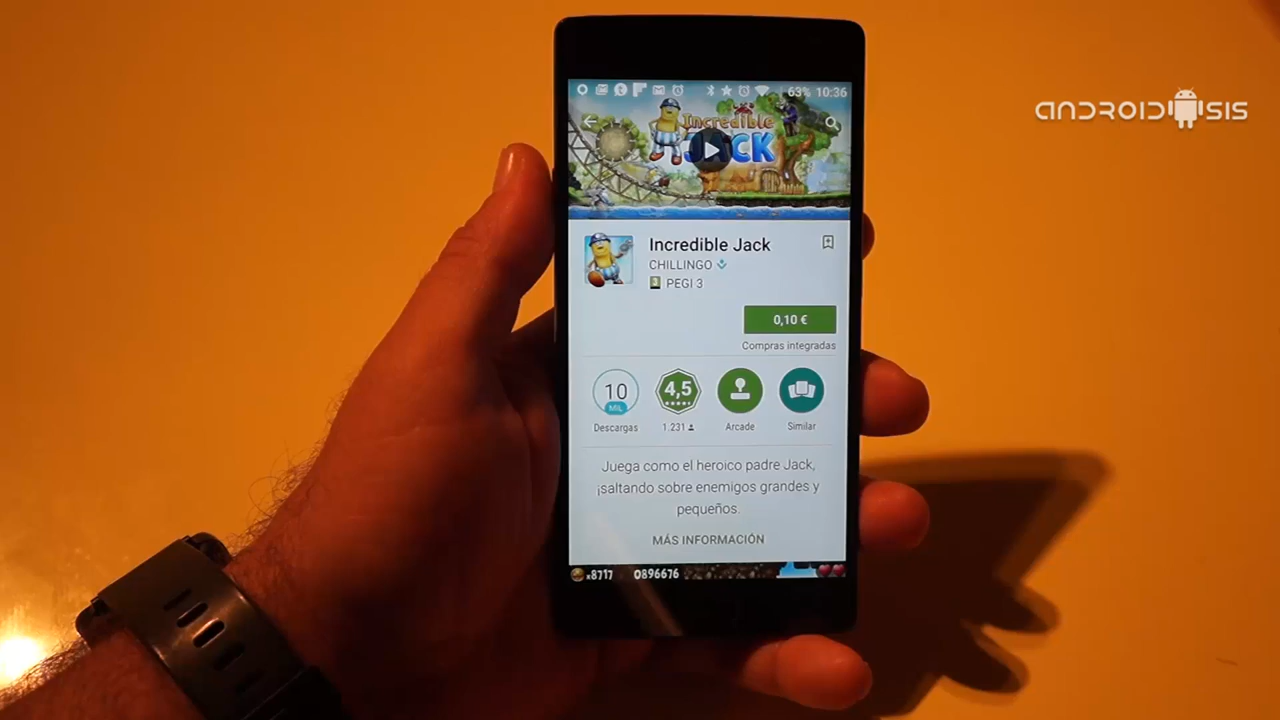 ANDROIDSIS
63% 10:36
Incredible
JACK
Incredible Jack
CHILLINGO
3 PEGI 3
0,10 €
Compras integradas
10
MIL
4,5
Descargas
1.231
Arcade
Similar
Juega como el heroico padre Jack,
¡saltando sobre enemigos grandes y
pequeños.
MÁS INFORMACIÓN
x8717 0896676